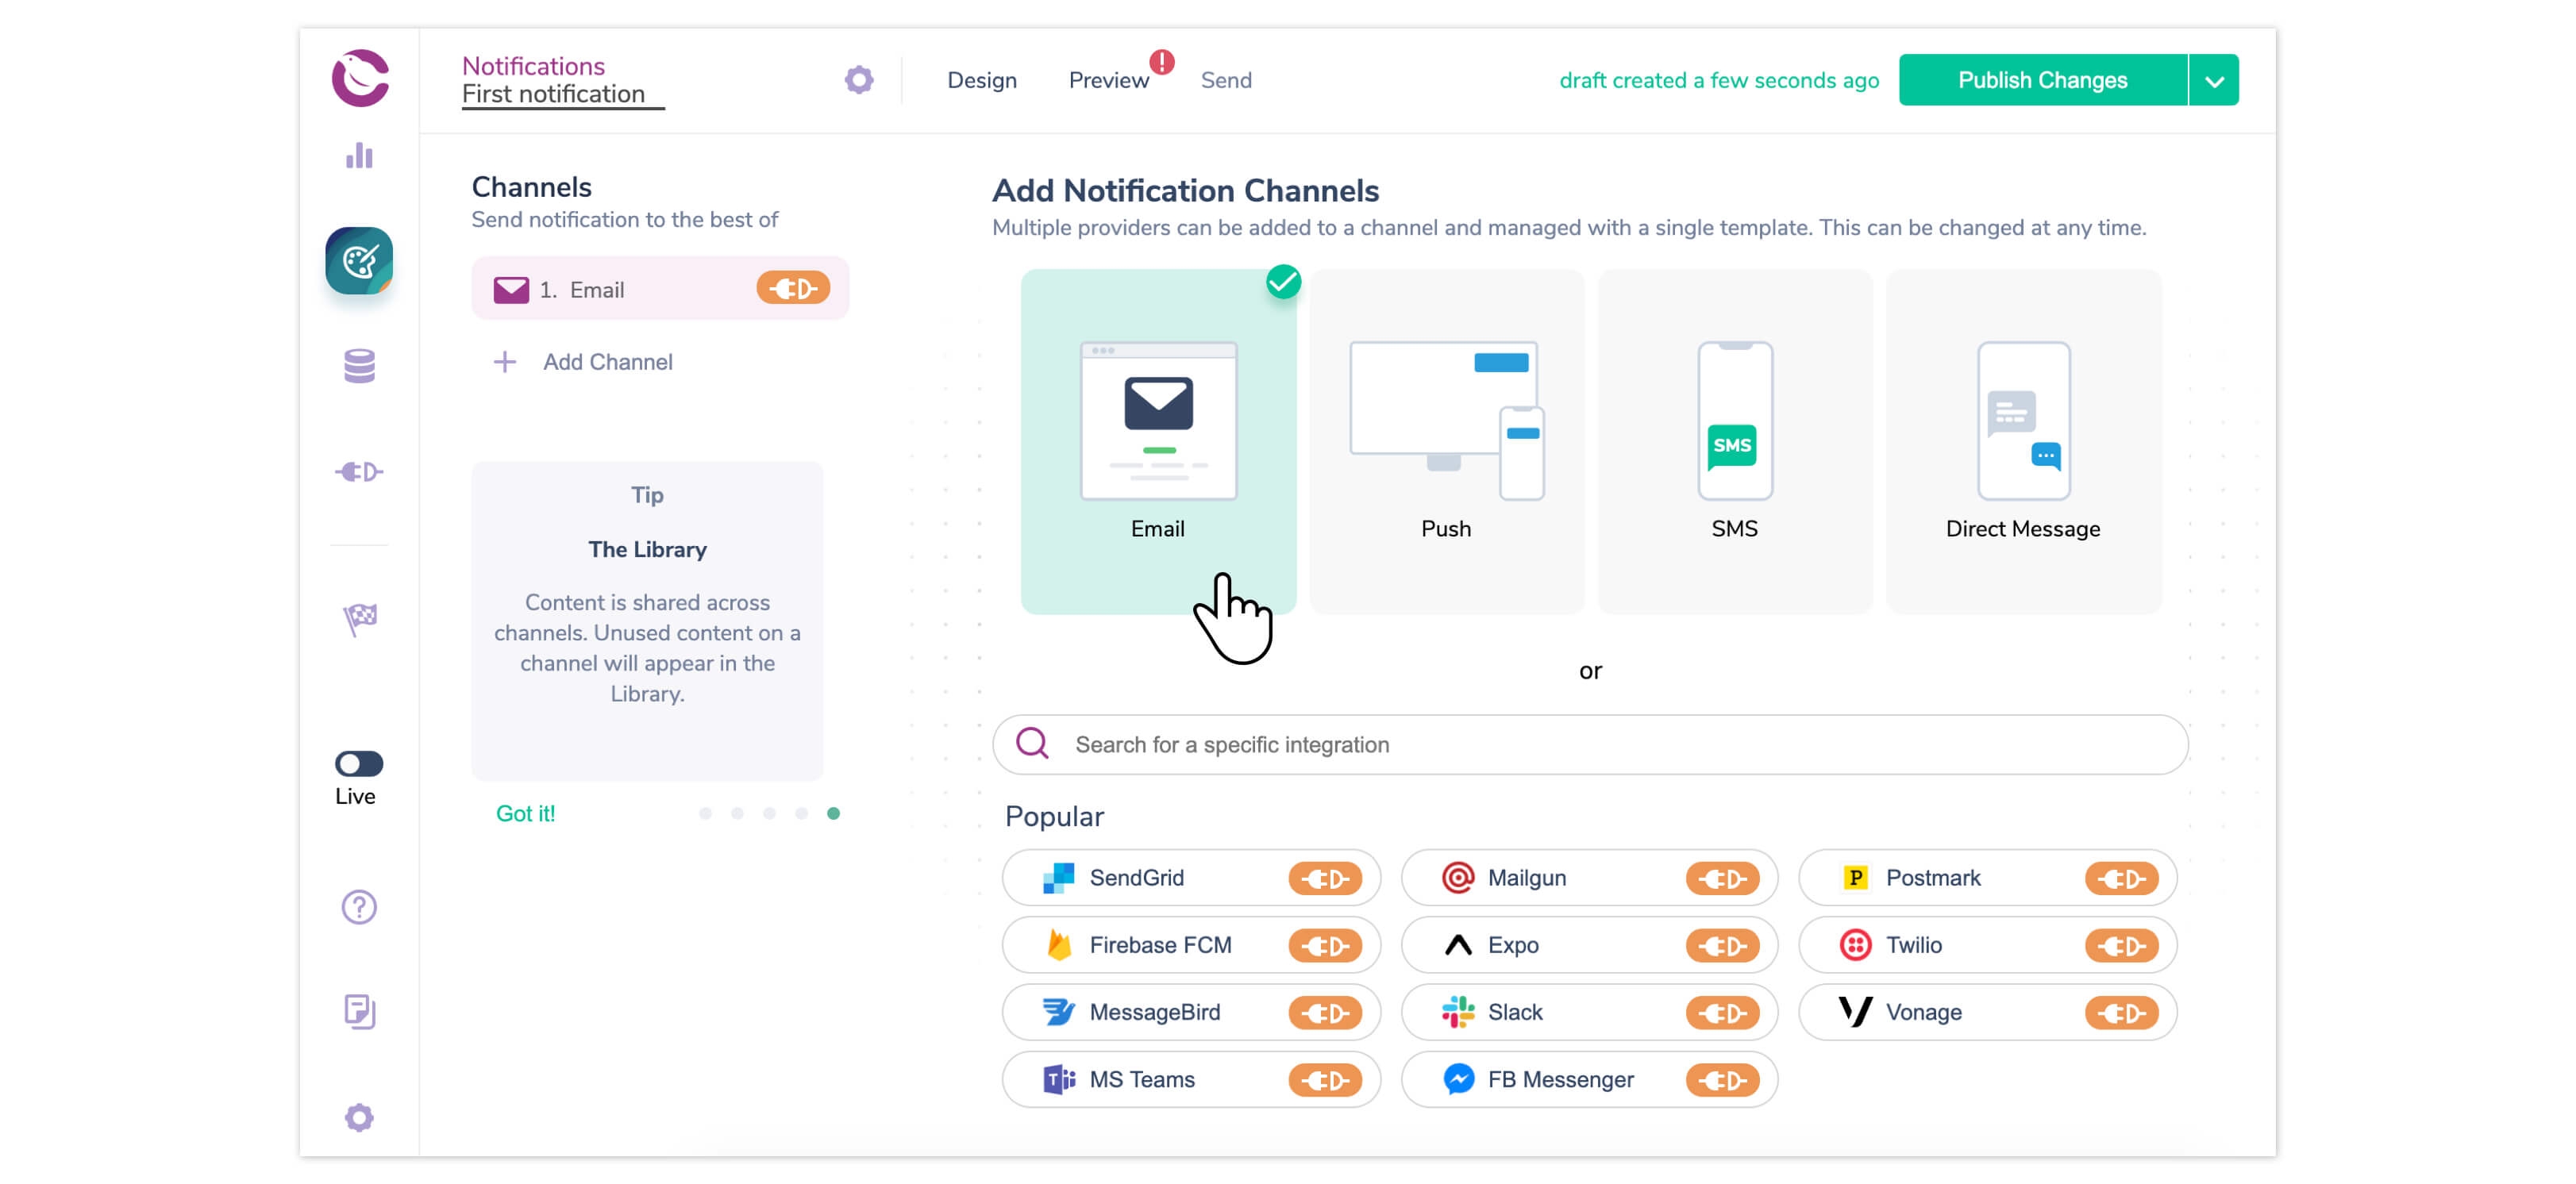 Notifications
First notification
Design
Preview
!
Send
draft created a few seconds ago
Publish Changes
Channels
Send notification to the best of
1. Email
Add Channel
Tip
The Library
Content is shared across
channels. Unused content on a
channel will appear in the
Library.
Got it!
Live
Add Notification Channels
Multiple providers can be added to a channel and managed with a single template. This can be changed at any time.
Email
Push
SMS
SMS
Direct Message
or
Search for a specific integration
Popular
SendGrid
Mailgun
P Postmark
Firebase FCM
Expo
Twilio
MessageBird
Slack
Vonage
T MS Teams
FB Messenger